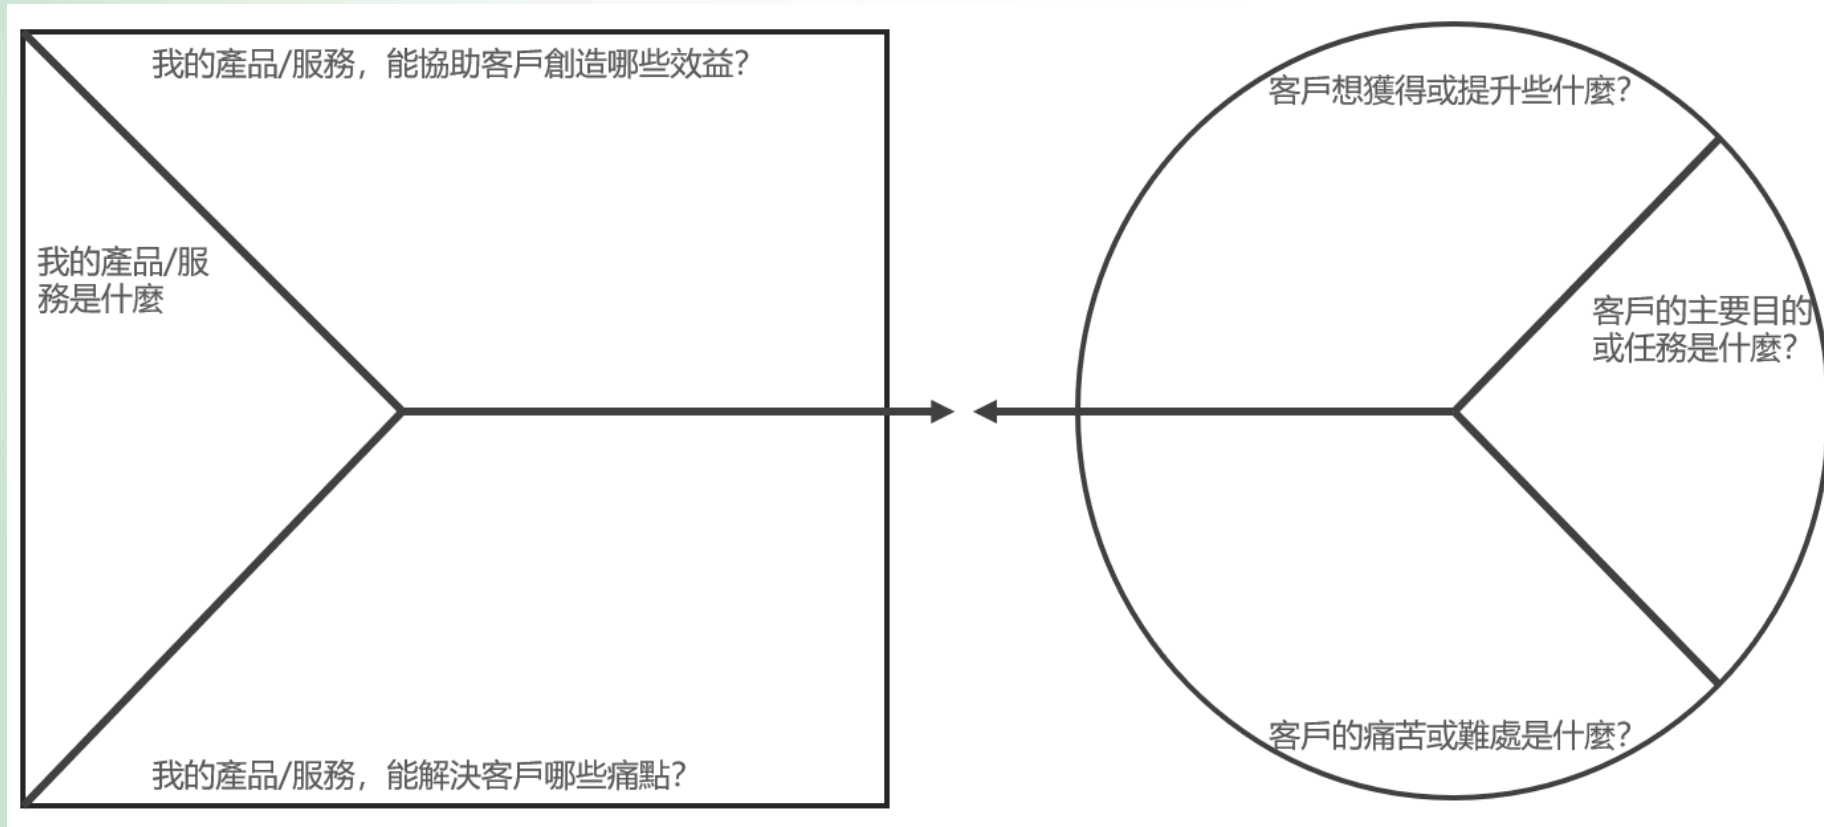 我的產品/服務，能協助客戶創造哪些效益?
我的產品/服
務是什麼
我的產品/服務，能解決客戶哪些痛點?
客戶想獲得或提升些什麼?
客戶的主要目的
或任務是什麼?
客戶的痛苦或難處是什麼?